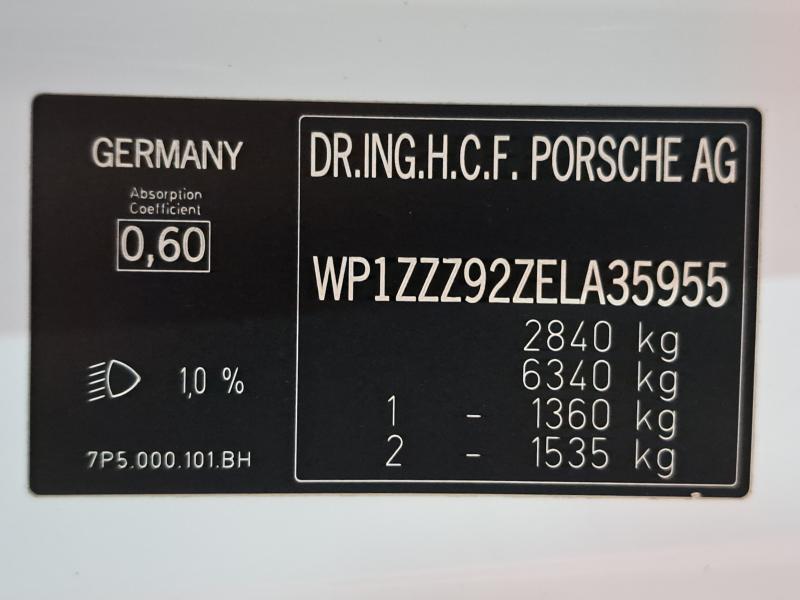 GERMANY
Absorption
Coefficient
0,60
1,0 %
7P5.000.101.BH
DR.ING.H.C.F. PORSCHE AG
WP1ZZZ92ZELA35955
2840 kg
6340 kg
1 - 1360 kg
2 - 1535 kg